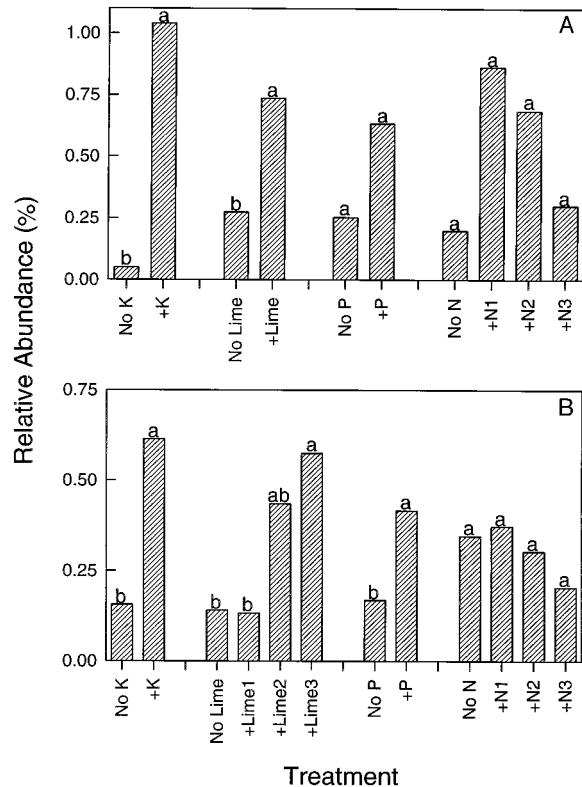 Relative Abundance (%)
A
1.00
0.75
0.50
0.25
0.00
b
a
b
a
a
a
a
a
a
a
No K
+K
No Lime
+Lime
No P
+P
No N
+N1
+N2
+N3
B
0.75
0.50
0.25
0.00
b
a
b
b
ab
a
b
a
a
a
a
a
No K
+K
No Lime
+Lime1
+Lime2
+Lime3
No P
+P
No N
+N1
+N2
+N3
Treatment